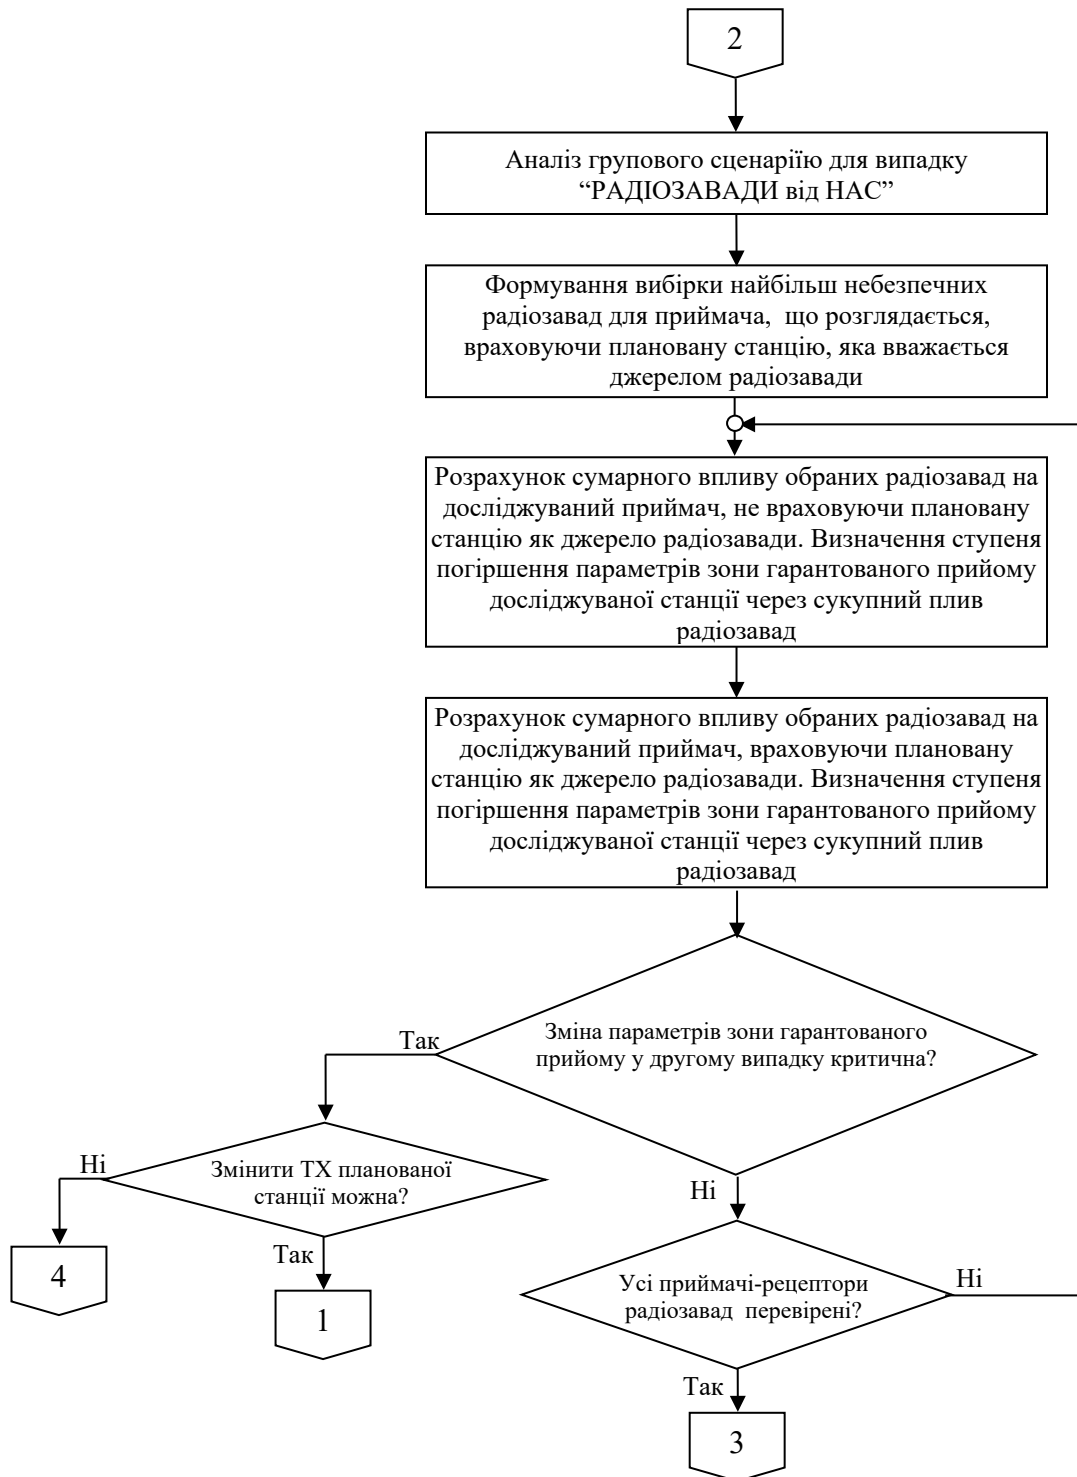 2
Аналіз групового сценаріїю для випадку
“РАДІОЗАВАДИ від НАС”
Формування вибірки найбільш небезпечних
радіозавад для приймача, що розглядається,
враховуючи плановану станцію, яка вважається
джерелом радіозавади
Розрахунок сумарного впливу обраних радіозавад на
досліджуваний приймач, не враховуючи плановану
станцію як джерело радіозавади. Визначення ступеня
погіршення параметрів зони гарантованого прийому
досліджуваної станції через сукупний плив
радіозавад
Розрахунок сумарного впливу обраних радіозавад на
досліджуваний приймач, враховуючи плановану
станцію як джерело радіозавади. Визначення ступеня
погіршення параметрів зони гарантованого прийому
досліджуваної станції через сукупний плив
радіозавад
Зміна параметрів зони гарантованого
прийому у другому випадку критична?
Так
Змінити ТХ планованої
станції можна?
Ні
Ні
4
Так
1
Усі приймачі-рецептори
радіозавад перевірені?
Ні
Так
3